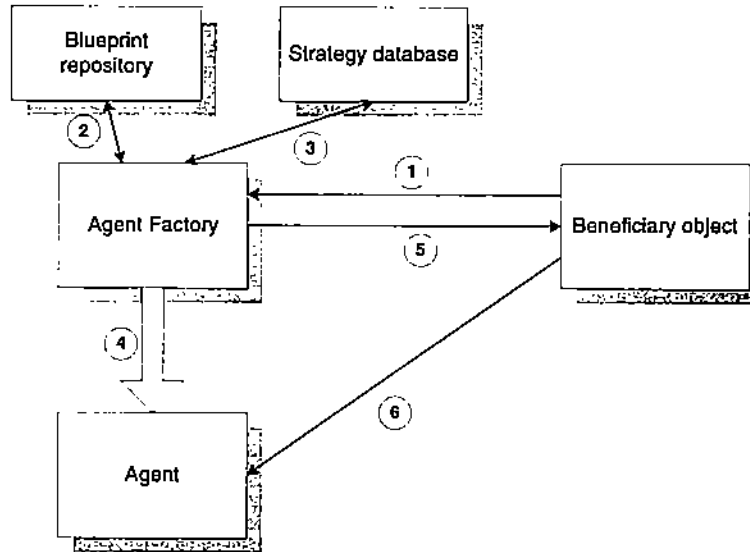 Blueprint
repository
Strategy database
2
3
1
Agent Factory
Beneficiary object
5
4
6
Agent